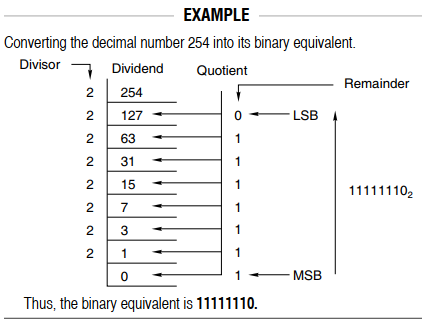 EXAMPLE
Converting the decimal number 254 into its binary equivalent.
Divisor Dividend Quotient
Remainder
2 254
2 127 0 LSB
2 63 1
2 31 1
2 15 1 11111110₂
2 7 1
2 3 1
2 1 1
0 1 MSB
Thus, the binary equivalent is 11111110.